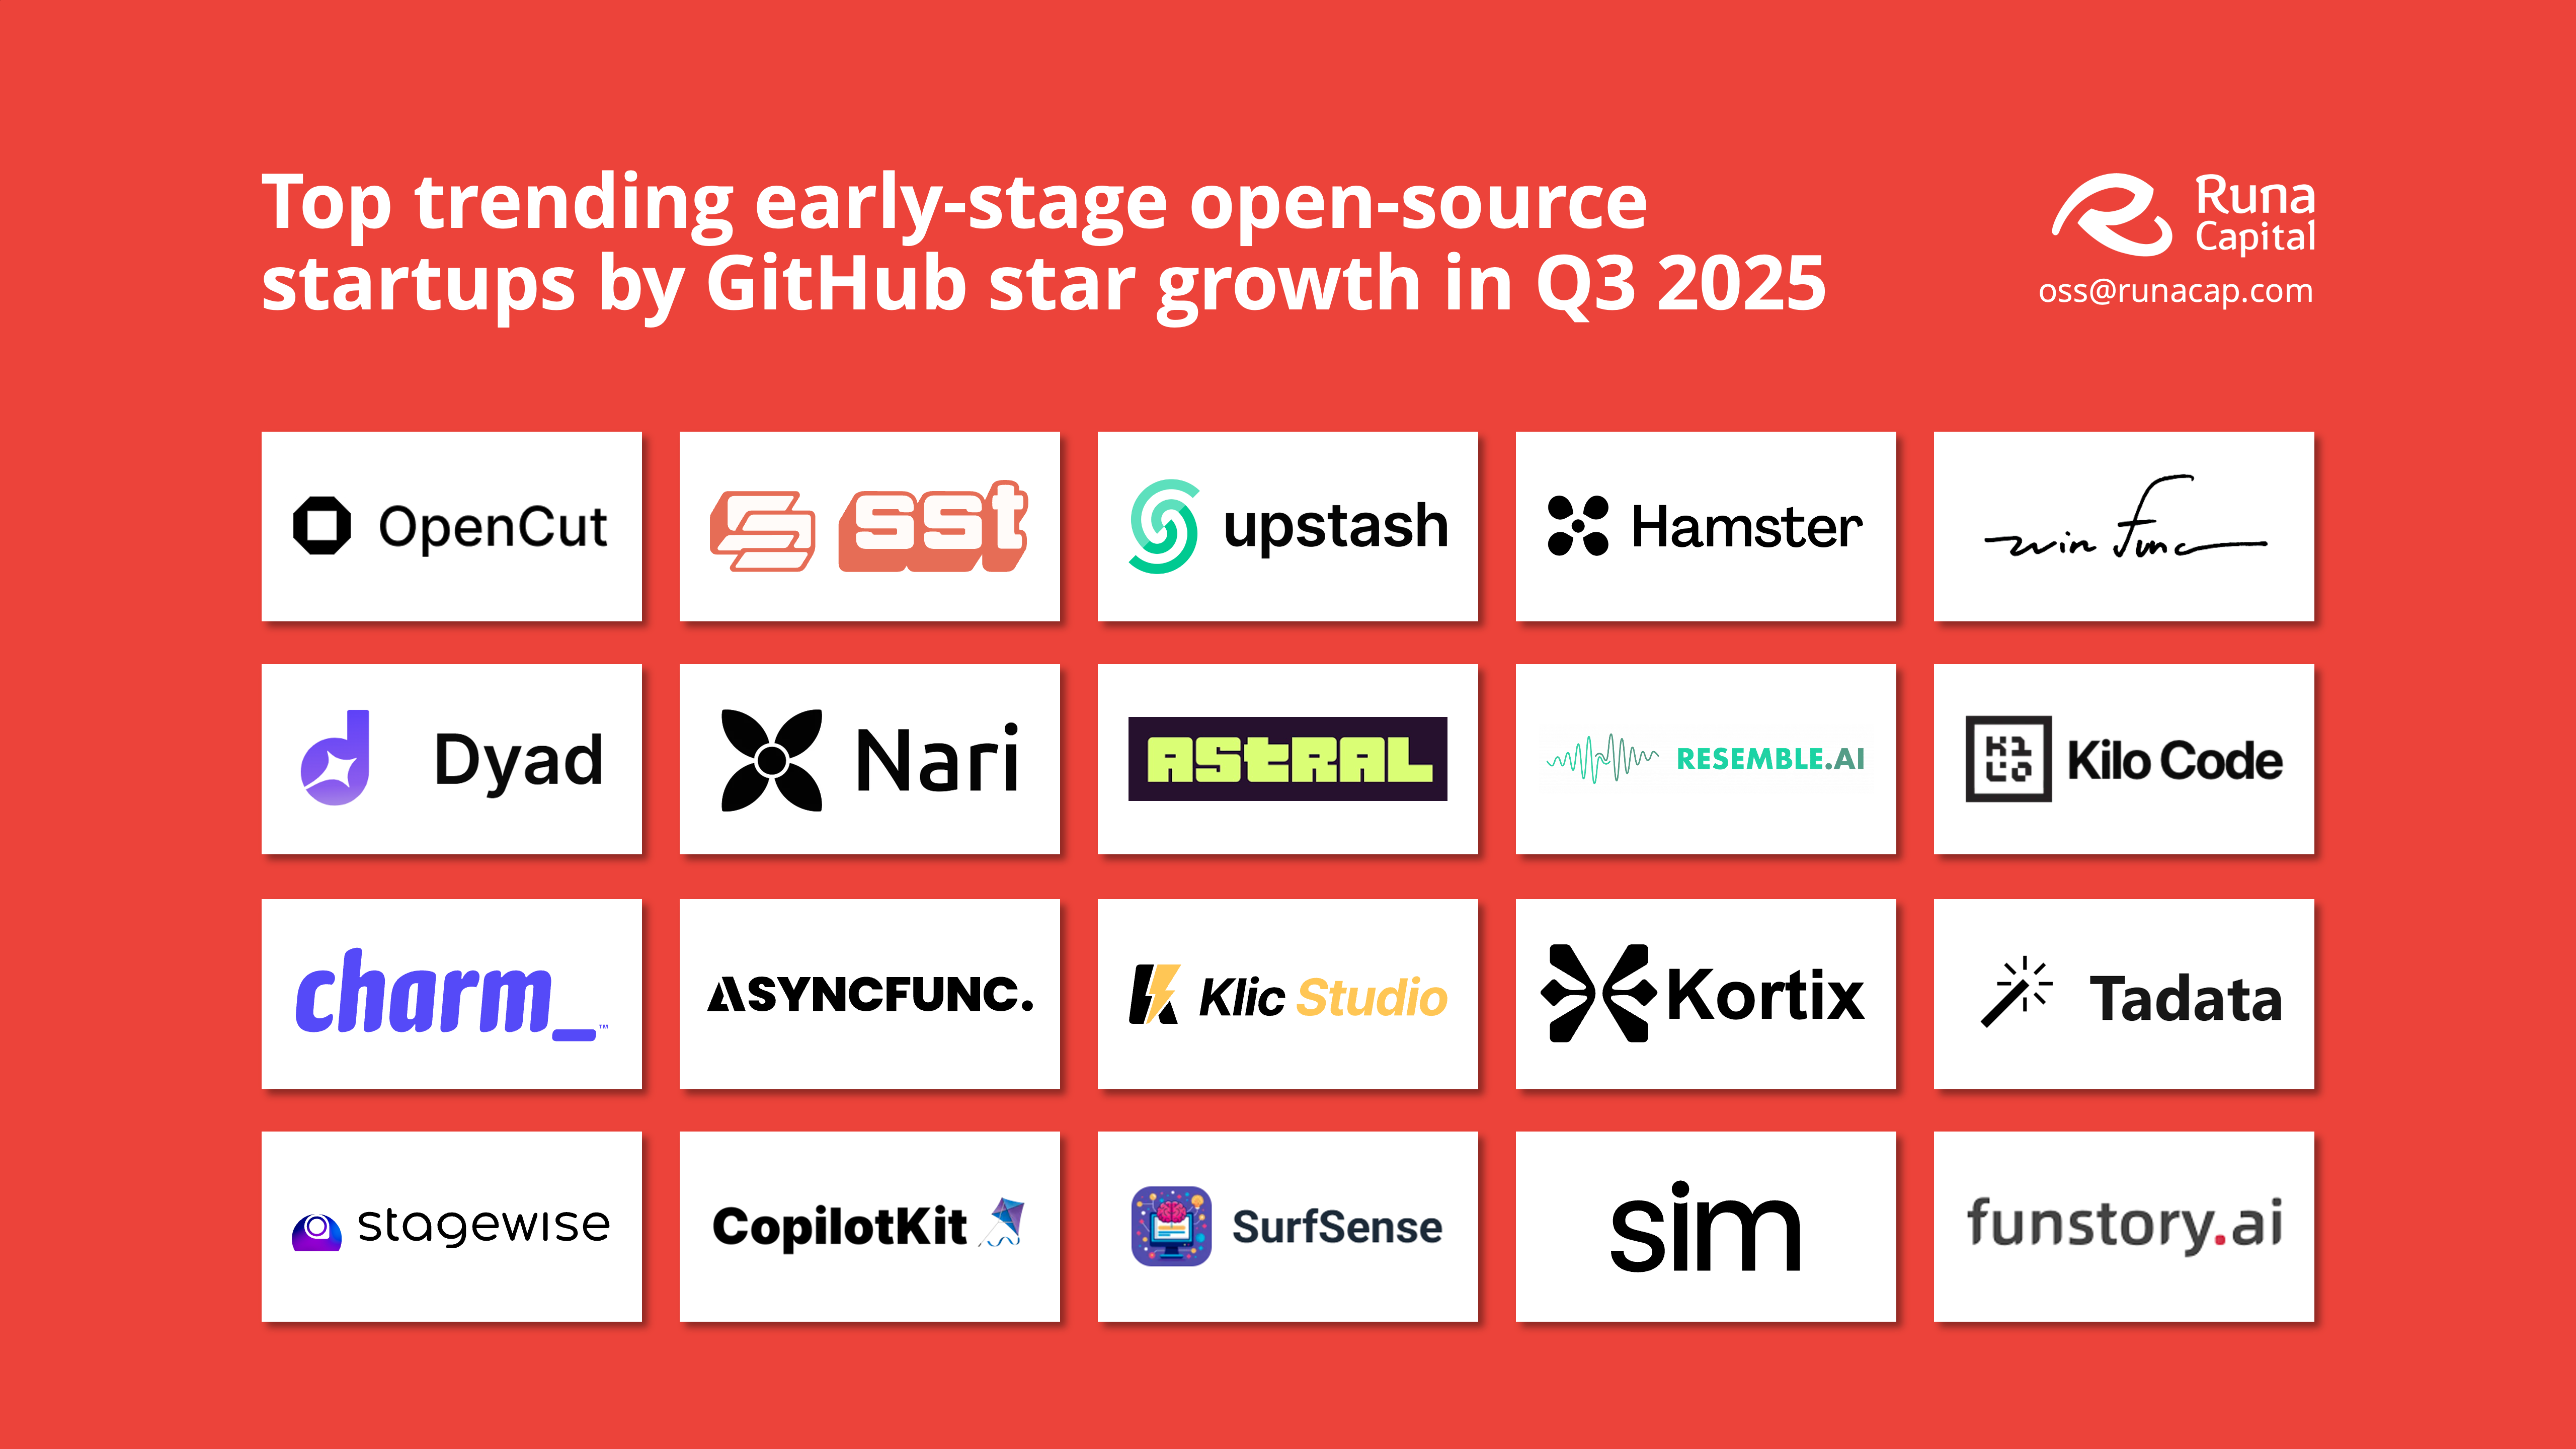 Top trending early-stage open-source
startups by GitHub star growth in Q3 2025
Runa
Capital
oss@runacap.com
OpenCut
sst
upstash
Hamster
win func
Dyad
Nari
ASTRAL
RESEMBLE.AI
K1
LO
Kilo Code
charm_™
ASYNCFUNC.
Klic Studio
Kortix
Tadata
stagewise
CopilotKit
SurfSense
sim
funstory.ai